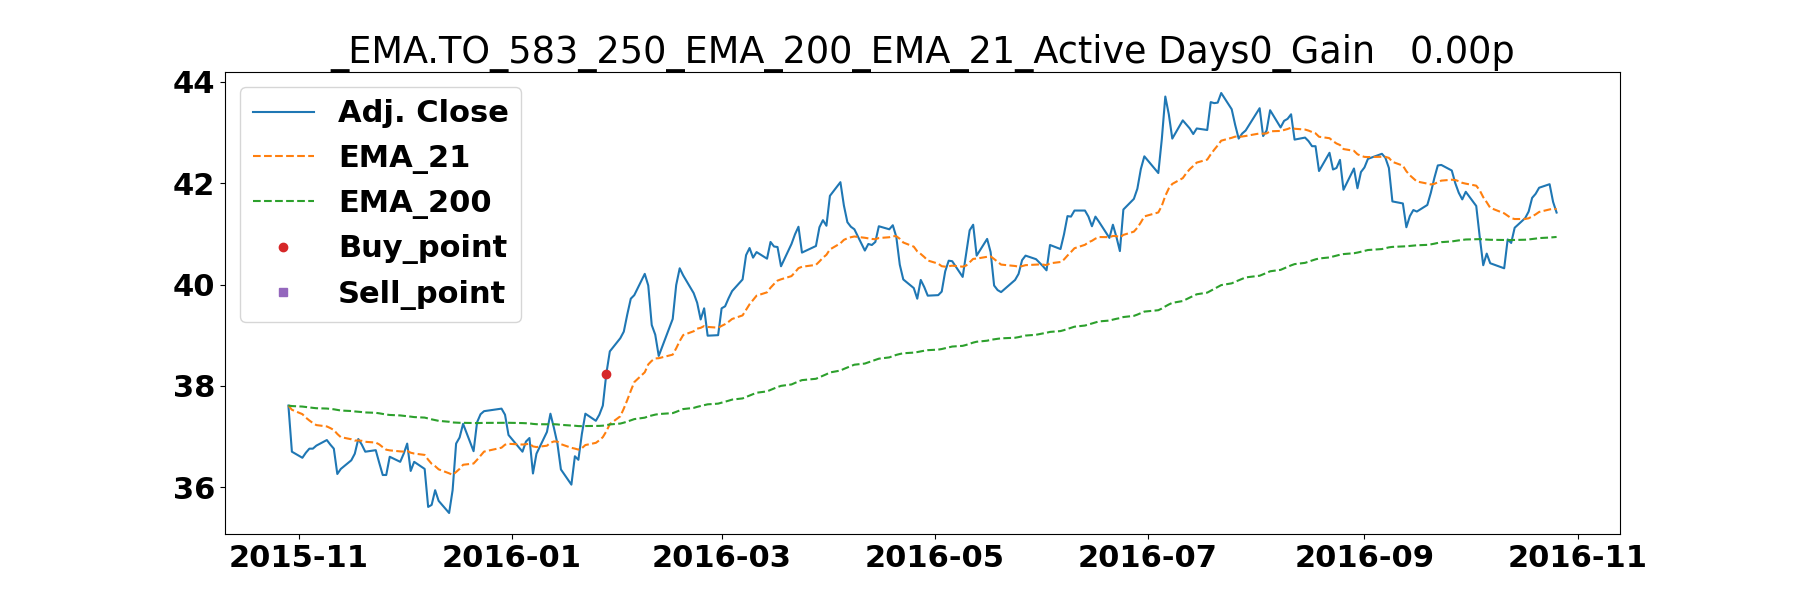 _EMA.TO_583_250_EMA_200_EMA_21_Active Days0_Gain   0.00p
44
42
40
38
36
Adj. Close
EMA_21
EMA_200
Buy_point
Sell_point
2015-11 2016-01 2016-03 2016-05 2016-07 2016-09 2016-11